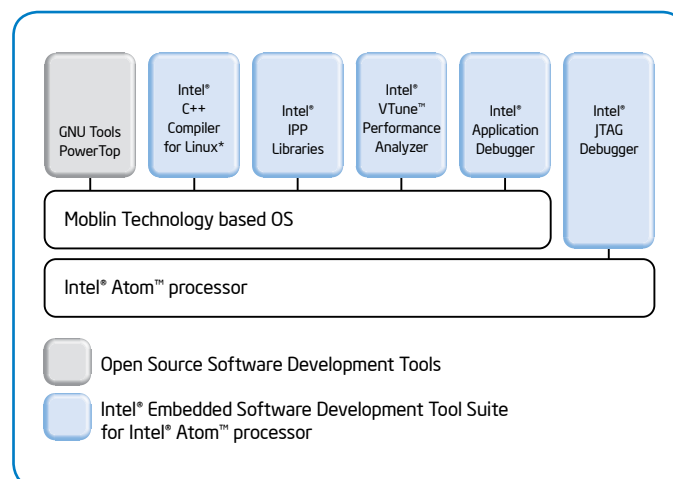 GNU Tools
PowerTop
Intel®
C++
Compiler
for Linux*
Intel®
IPP
Libraries
Intel®
VTune™
Performance
Analyzer
Intel®
Application
Debugger
Intel®
JTAG
Debugger
Moblin Technology based OS
Intel® Atom™ processor
Open Source Software Development Tools
Intel® Embedded Software Development Tool Suite
for Intel® Atom™ processor